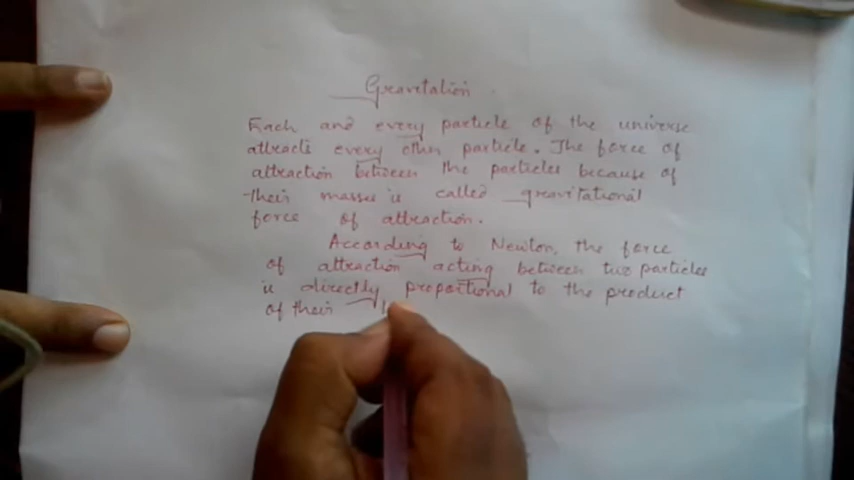 Gravitation
Each and every particle of the universe
attracts every other particle. The force of
attraction between the particles because of
their masses is called gravitational
force of attraction.
According to Newton, the force
of attraction acting between two particles
is directly proportional to the product
of their